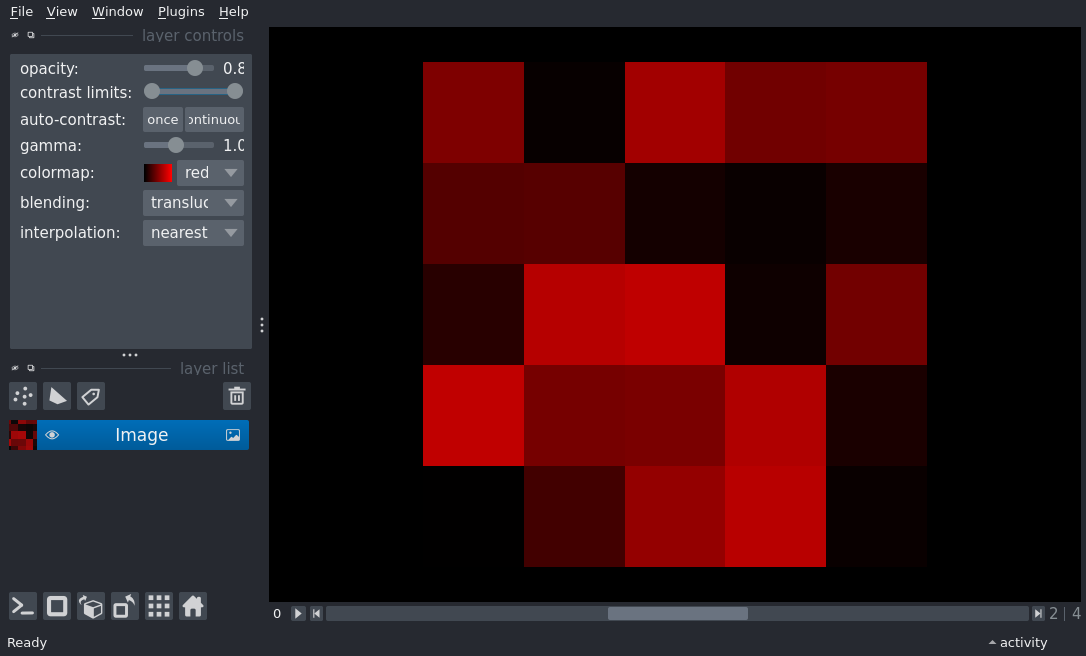 File View Window Plugins Help
layer controls
opacity: 0.8
contrast limits:
auto-contrast: once ontinuou
gamma: 1.0
colormap: red
blending: transluc
interpolation: nearest
layer list
Image
0 2 | 4
Ready activity